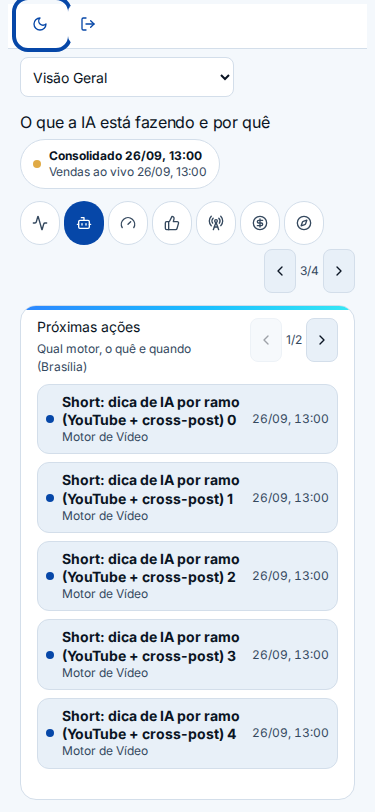 Visão Geral
O que a IA está fazendo e por quê
Consolidado 26/09, 13:00
Vendas ao vivo 26/09, 13:00
3/4
Próximas ações
Qual motor, o quê e quando
(Brasília)
1/2
Short: dica de IA por ramo
(YouTube + cross-post) 0
26/09, 13:00
Motor de Vídeo
Short: dica de IA por ramo
(YouTube + cross-post) 1
26/09, 13:00
Motor de Vídeo
Short: dica de IA por ramo
(YouTube + cross-post) 2
26/09, 13:00
Motor de Vídeo
Short: dica de IA por ramo
(YouTube + cross-post) 3
26/09, 13:00
Motor de Vídeo
Short: dica de IA por ramo
(YouTube + cross-post) 4
26/09, 13:00
Motor de Vídeo